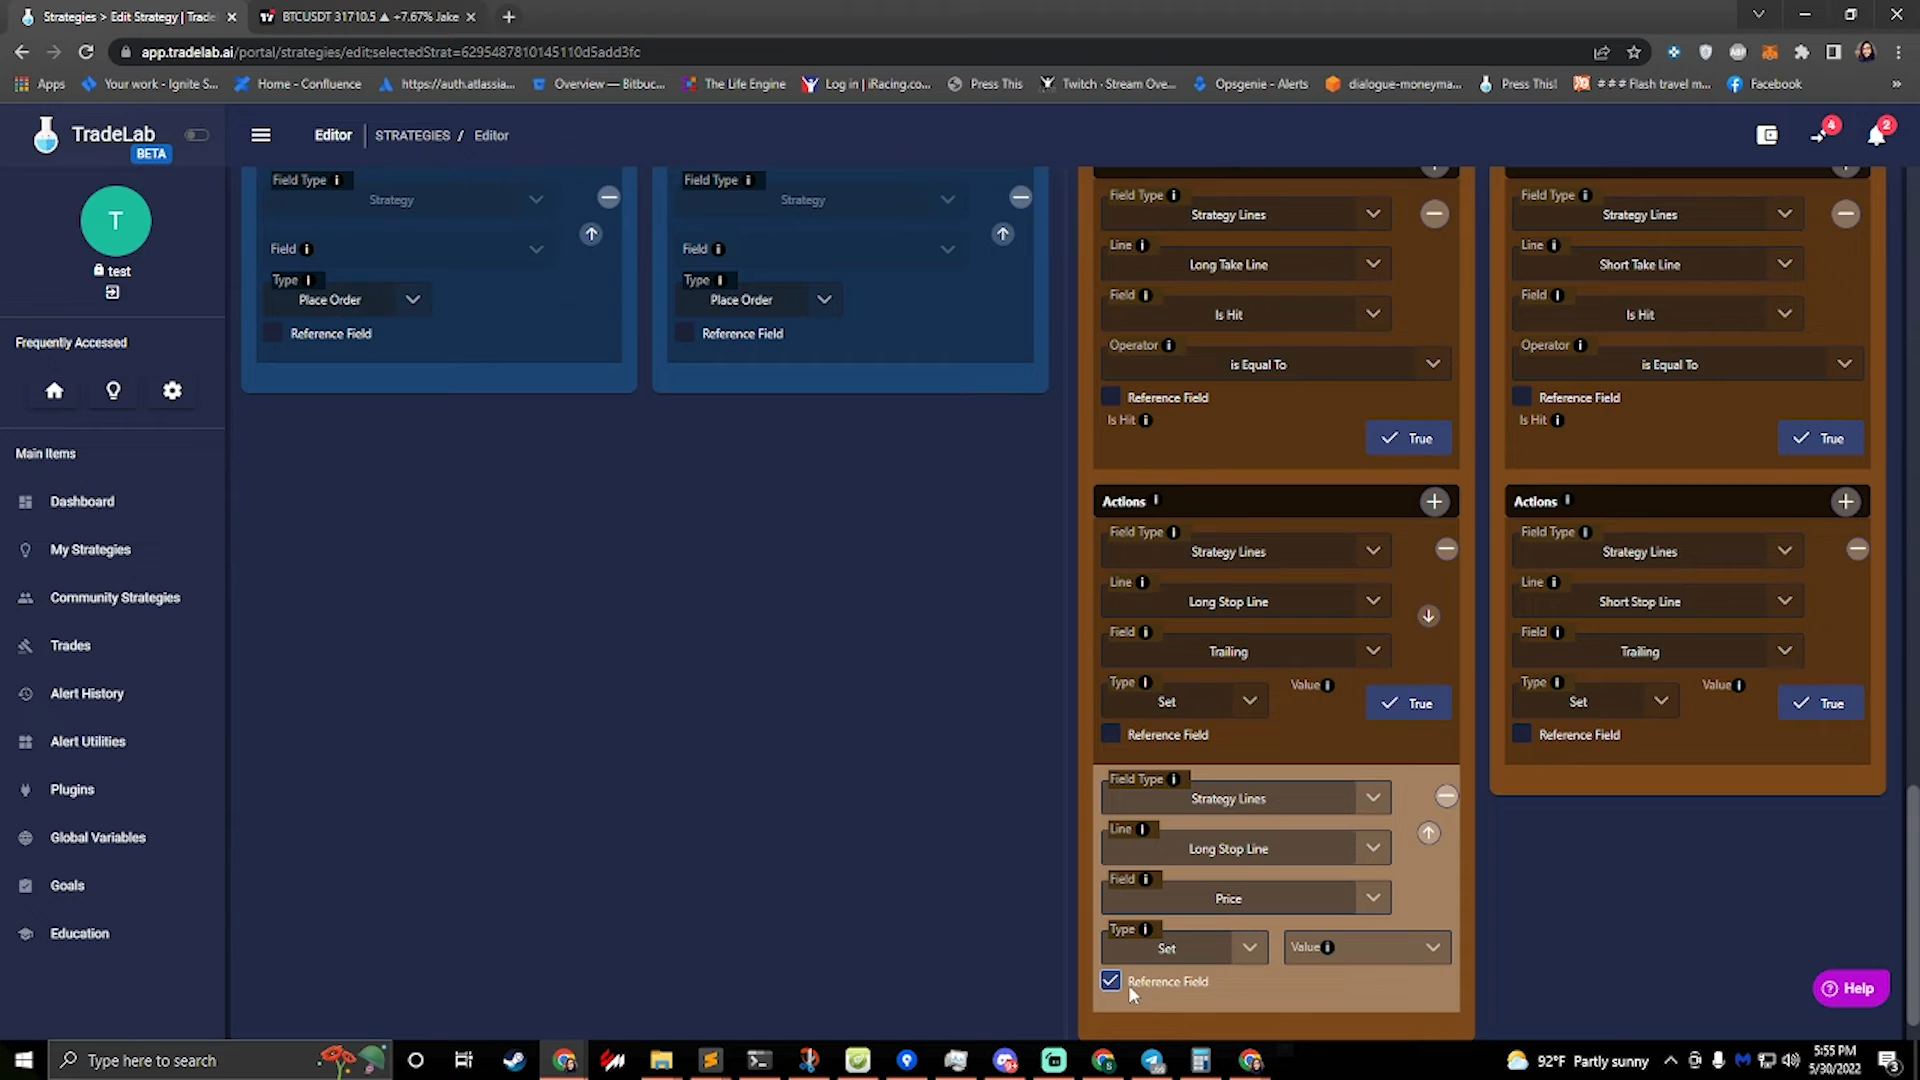 Strategies > Edit Strategy | Trade
BTCUSDT 31710.5 ▲ +7.67% Jake
app.tradelab.ai/portal/strategies/edit;selectedStrat=6295487810145110d5add3fc
Apps
Your work - Ignite S...
Home - Confluence
https://auth.atlassia...
Overview — Bitbuc...
The Life Engine
Log in | iRacing.co...
Press This
Twitch - Stream Ove...
Opsgenie - Alerts
dialogue-moneyma...
Press This!
###Flash travel m...
Facebook
»
TradeLab
BETA
Editor
STRATEGIES / Editor
4
2
T
test
Frequently Accessed
Main Items
Dashboard
My Strategies
Community Strategies
Trades
Alert History
Alert Utilities
Plugins
Global Variables
Goals
Education
Field Type
Strategy
Field
Type
Place Order
Reference Field
Field Type
Strategy
Field
Type
Place Order
Reference Field
Field Type
Strategy Lines
Line
Long Take Line
Field
Is Hit
Operator
is Equal To
Reference Field
Is Hit
True
Actions
Field Type
Strategy Lines
Line
Long Stop Line
Field
Trailing
Type
Set
Value
True
Reference Field
Field Type
Strategy Lines
Line
Long Stop Line
Field
Price
Type
Set
Value
Reference Field
Field Type
Strategy Lines
Line
Short Take Line
Field
Is Hit
Operator
is Equal To
Reference Field
Is Hit
True
Actions
Field Type
Strategy Lines
Line
Short Stop Line
Field
Trailing
Type
Set
Value
True
Reference Field
Help
Type here to search
92°F Partly sunny
5:55 PM
5/30/2022
3